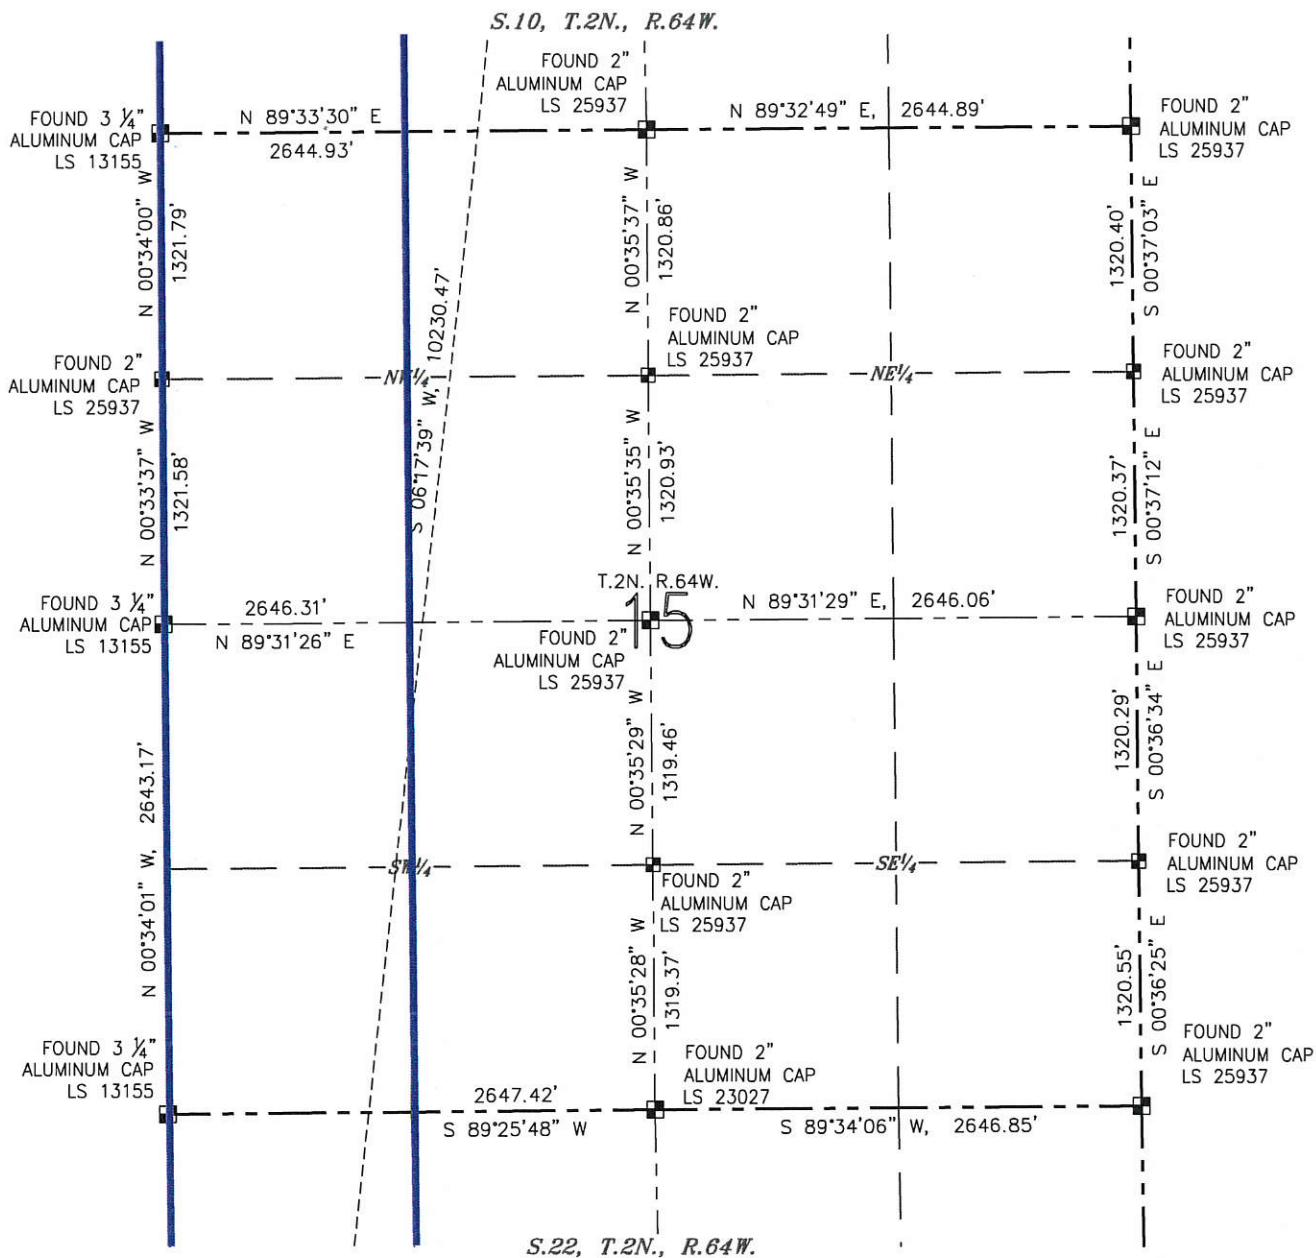 S.10, T.2N., R.64W.
FOUND 2"
ALUMINUM CAP
LS 25937
FOUND 3 ¼"
ALUMINUM CAP
LS 13155
N 89°33'30" E
2644.93'
N 89°32'49" E, 2644.89'
FOUND 2"
ALUMINUM CAP
LS 25937
N 00°34'00" W
1321.79'
S 06°17'39" W, 10230.47'
N 00°35'37" W
1320.86'
1320.40'
S 00°37'03" E
FOUND 2"
ALUMINUM CAP
LS 25937
FOUND 2"
ALUMINUM CAP
LS 25937
FOUND 2"
ALUMINUM CAP
LS 25937
NW¼
NE¼
N 00°33'37" W
1321.58'
N 00°35'35" W
1320.93'
1320.37'
S 00°37'12" E
FOUND 3 ¼"
ALUMINUM CAP
LS 13155
2646.31'
N 89°31'26" E
T.2N. R.64W.
15
N 89°31'29" E, 2646.06'
FOUND 2"
ALUMINUM CAP
LS 25937
FOUND 2"
ALUMINUM CAP
LS 25937
N 00°34'01" W, 2643.17'
N 00°35'29" W
1319.46'
1320.29'
S 00°36'34" E
SW¼
SE¼
FOUND 2"
ALUMINUM CAP
LS 25937
FOUND 2"
ALUMINUM CAP
LS 25937
N 00°35'28" W
1319.37'
1320.55'
S 00°36'25" E
FOUND 3 ¼"
ALUMINUM CAP
LS 13155
FOUND 2"
ALUMINUM CAP
LS 23027
FOUND 2"
ALUMINUM CAP
LS 25937
2647.42'
S 89°25'48" W
S 89°34'06" W, 2646.85'
S.22, T.2N., R.64W.